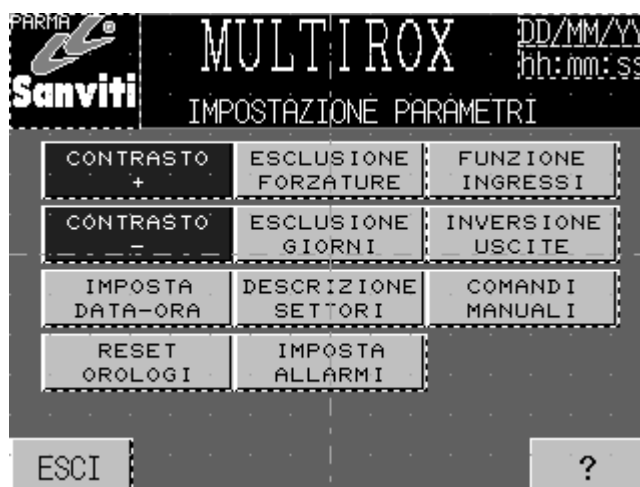 PARMA
Sanviti
MULTIROX
DD/MM/YY
hh:mm:ss
IMPOSTAZIONE PARAMETRI
CONTRASTO
+
ESCLUSIONE
FORZATURE
FUNZIONE
INGRESSI
CONTRASTO
-
ESCLUSIONE
GIORNI
INVERSIONE
USCITE
IMPOSTA
DATA-ORA
DESCRIZIONE
SETTORI
COMANDI
MANUALI
RESET
OROLOGI
IMPOSTA
ALLARMI
ESCI
?